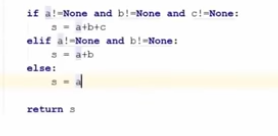 if a!=None and b!=None and c!=None:
    s = a+b+c
elif a!=None and b!=None:
    s = a+b
else:
    s = a

return s